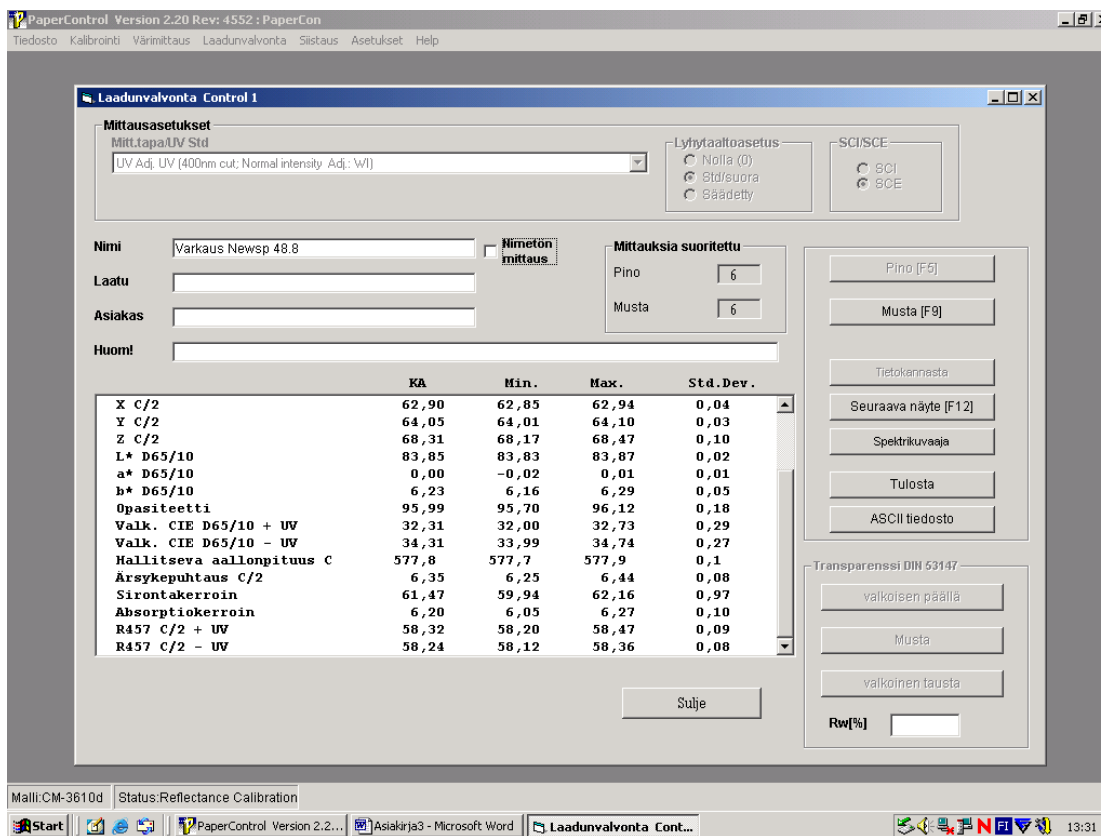 PaperControl Version 2.20 Rev: 4552 : PaperCon
Tiedosto Kalibrointi Värimittaus Laadunvalvonta Siistaus Asetukset Help
Laadunvalvonta Control 1
Mittausasetukset
Mitt.tapa/UV Std
UV Adj. UV (400nm cut; Normal intensity Adj.: WI)
Lyhytaaltoasetus
Nolla (0)
Std/suora
Säädetty
SCI/SCE
SCI
SCE
Nimi Varkaus Newsp 48.8
Nimetön mittaus
Laatu
Asiakas
Huom!
Mittauksia suoritettu
Pino 6
Musta 6
Pino [F5]
Musta [F9]
Tietokannasta
Seuraava näyte [F12]
Spektrikuvaaja
Tulosta
ASCII tiedosto
KA Min. Max. Std.Dev.
X C/2 62,90 62,85 62,94 0,04
Y C/2 64,05 64,01 64,10 0,03
Z C/2 68,31 68,17 68,47 0,10
L* D65/10 83,85 83,83 83,87 0,02
a* D65/10 0,00 -0,02 0,01 0,01
b* D65/10 6,23 6,16 6,29 0,05
Opasiteetti 95,99 95,70 96,12 0,18
Valk. CIE D65/10 + UV 32,31 32,00 32,73 0,29
Valk. CIE D65/10 - UV 34,31 33,99 34,74 0,27
Hallitseva aallonpituus C 577,8 577,7 577,9 0,1
Ärsykepuhtaus C/2 6,35 6,25 6,44 0,08
Sirontakerroin 61,47 59,94 62,16 0,97
Absorptiokerroin 6,20 6,05 6,27 0,10
R457 C/2 + UV 58,32 58,20 58,47 0,09
R457 C/2 - UV 58,24 58,12 58,36 0,08
Transparenssi DIN 53147
valkoisen päällä
Musta
valkoinen tausta
Rw[%]
Sulje
Malli:CM-3610d Status:Reflectance Calibration
Start PaperControl Version 2.2... Asiakirja3 - Microsoft Word Laadunvalvonta Cont... N FI 13:31